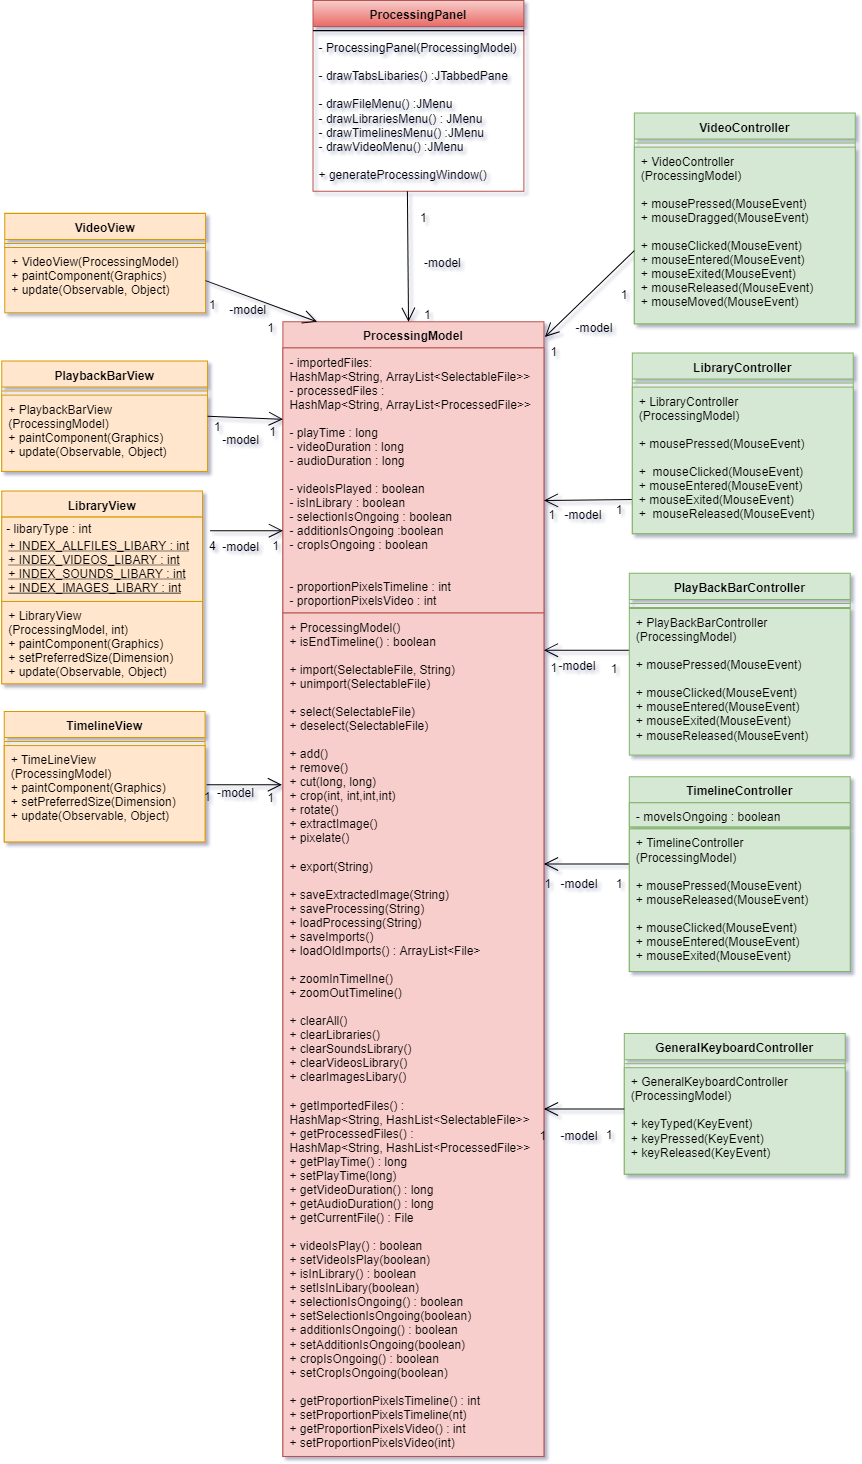 ProcessingPanel
- ProcessingPanel(ProcessingModel)
- drawTabsLibaries() :JTabbedPane
- drawFileMenu() :JMenu
- drawLibrariesMenu() : JMenu
- drawTimelinesMenu() :JMenu
- drawVideoMenu() :JMenu
+ generateProcessingWindow()
1
-model
1
VideoView
+ VideoView(ProcessingModel)
+ paintComponent(Graphics)
+ update(Observable, Object)
1
-model
1
PlaybackBarView
+ PlaybackBarView
(ProcessingModel)
+ paintComponent(Graphics)
+ update(Observable, Object)
1
-model
1
LibraryView
- libaryType : int
+ INDEX_ALLFILES_LIBARY : int
+ INDEX_VIDEOS_LIBARY : int
+ INDEX_SOUNDS_LIBARY : int
+ INDEX_IMAGES_LIBARY : int
+ LibraryView
(ProcessingModel, int)
+ paintComponent(Graphics)
+ setPreferredSize(Dimension)
+ update(Observable, Object)
4
-model
1
TimelineView
+ TimeLineView
(ProcessingModel)
+ paintComponent(Graphics)
+ setPreferredSize(Dimension)
+ update(Observable, Object)
1
-model
1
ProcessingModel
- importedFiles:
HashMap<String, ArrayList<SelectableFile>>
- processedFiles :
HashMap<String, ArrayList<ProcessedFile>>
- playTime : long
- videoDuration : long
- audioDuration : long
- videoIsPlayed : boolean
- isInLibrary : boolean
- selectionIsOngoing : boolean
- additionIsOngoing :boolean
- cropIsOngoing : boolean
- proportionPixelsTimeline : int
- proportionPixelsVideo : int
+ ProcessingModel()
+ isEndTimeline() : boolean
+ import(SelectableFile, String)
+ unimport(SelectableFile)
+ select(SelectableFile)
+ deselect(SelectableFile)
+ add()
+ remove()
+ cut(long, long)
+ crop(int, int,int,int)
+ rotate()
+ extractImage()
+ pixelate()
+ export(String)
+ saveExtractedImage(String)
+ saveProcessing(String)
+ loadProcessing(String)
+ saveImports()
+ loadOldImports() : ArrayList<File>
+ zoomInTimelIne()
+ zoomOutTimeline()
+ clearAll()
+ clearLibraries()
+ clearSoundsLibrary()
+ clearVideosLibrary()
+ clearImagesLibary()
+ getImportedFiles() :
HashMap<String, HashList<SelectableFile>>
+ getProcessedFiles() :
HashMap<String, HashList<ProcessedFile>>
+ getPlayTime() : long
+ setPlayTime(long)
+ getVideoDuration() : long
+ getAudioDuration() : long
+ getCurrentFile() : File
+ videoIsPlay() : boolean
+ setVideoIsPlay(boolean)
+ isInLibrary() : boolean
+ setIsInLibary(boolean)
+ selectionIsOngoing() : boolean
+ setSelectionIsOngoing(boolean)
+ additionIsOngoing() : boolean
+ setAdditionIsOngoing(boolean)
+ cropIsOngoing() : boolean
+ setCropIsOngoing(boolean)
+ getProportionPixelsTimeline() : int
+ setProportionPixelsTimeline(nt)
+ getProportionPixelsVideo() : int
+ setProportionPixelsVideo(int)
VideoController
+ VideoController
(ProcessingModel)
+ mousePressed(MouseEvent)
+ mouseDragged(MouseEvent)
+ mouseClicked(MouseEvent)
+ mouseEntered(MouseEvent)
+ mouseExited(MouseEvent)
+ mouseReleased(MouseEvent)
+ mouseMoved(MouseEvent)
1
-model
1
LibraryController
+ LibraryController
(ProcessingModel)
+ mousePressed(MouseEvent)
+ mouseClicked(MouseEvent)
+ mouseEntered(MouseEvent)
+ mouseExited(MouseEvent)
+ mouseReleased(MouseEvent)
1 -model 1
PlayBackBarController
+ PlayBackBarController
(ProcessingModel)
+ mousePressed(MouseEvent)
+ mouseClicked(MouseEvent)
+ mouseEntered(MouseEvent)
+ mouseExited(MouseEvent)
+ mouseReleased(MouseEvent)
1 -model 1
TimelineController
- moveIsOngoing : boolean
+ TimelineController
(ProcessingModel)
+ mousePressed(MouseEvent)
+ mouseReleased(MouseEvent)
+ mouseClicked(MouseEvent)
+ mouseEntered(MouseEvent)
+ mouseExited(MouseEvent)
1 -model 1
GeneralKeyboardController
+ GeneralKeyboardController
(ProcessingModel)
+ keyTyped(KeyEvent)
+ keyPressed(KeyEvent)
+ keyReleased(KeyEvent)
1 -model 1